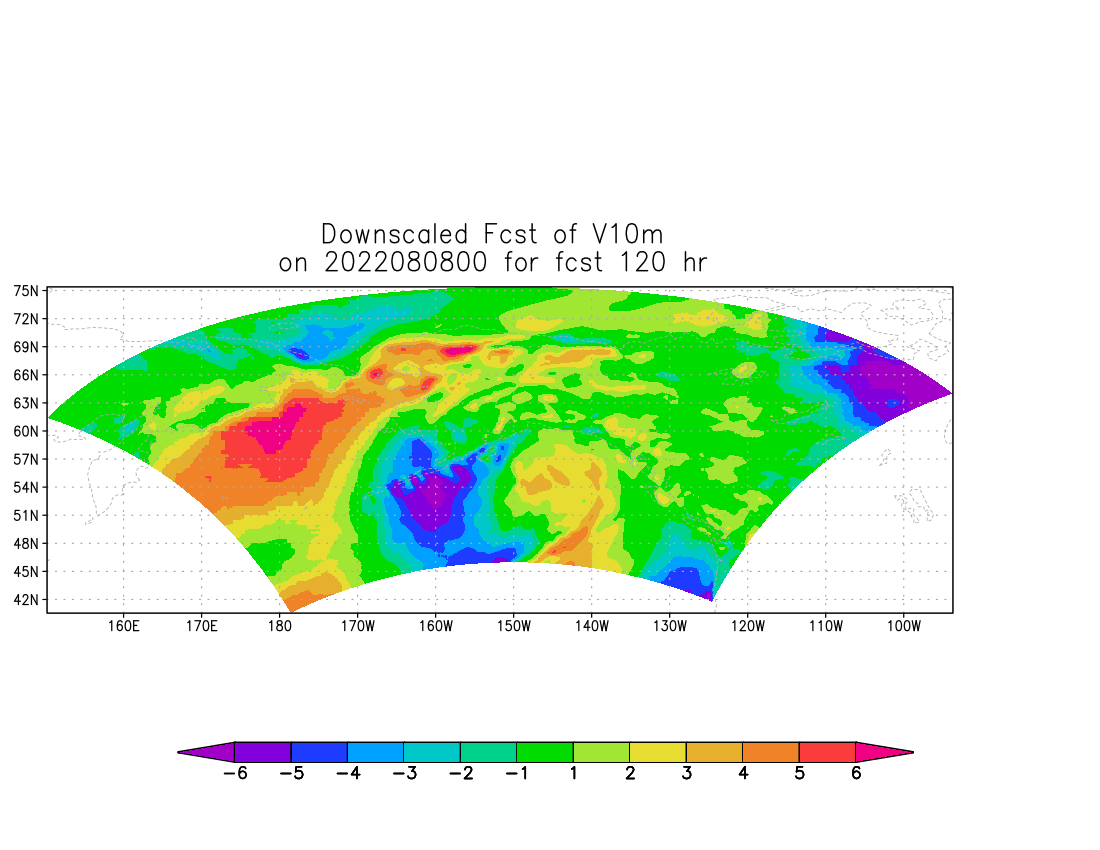 Downscaled Fcst of V10m
on 2022080800 for fcst 120 hr
75N
72N
69N
66N
63N
60N
57N
54N
51N
48N
45N
42N
160E 170E 180 170W 160W 150W 140W 130W 120W 110W 100W
-6 -5 -4 -3 -2 -1 1 2 3 4 5 6